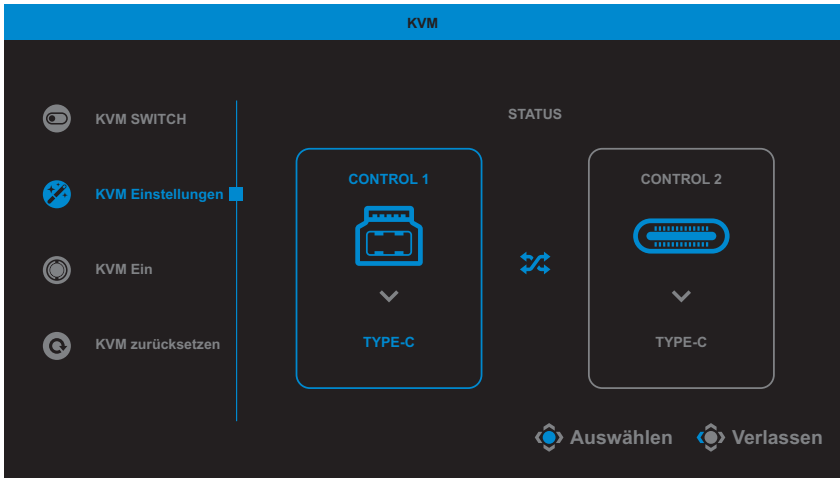 KVM
KVM SWITCH
KVM Einstellungen
KVM Ein
KVM zurücksetzen
STATUS
CONTROL 1
TYPE-C
CONTROL 2
TYPE-C
Auswählen
Verlassen